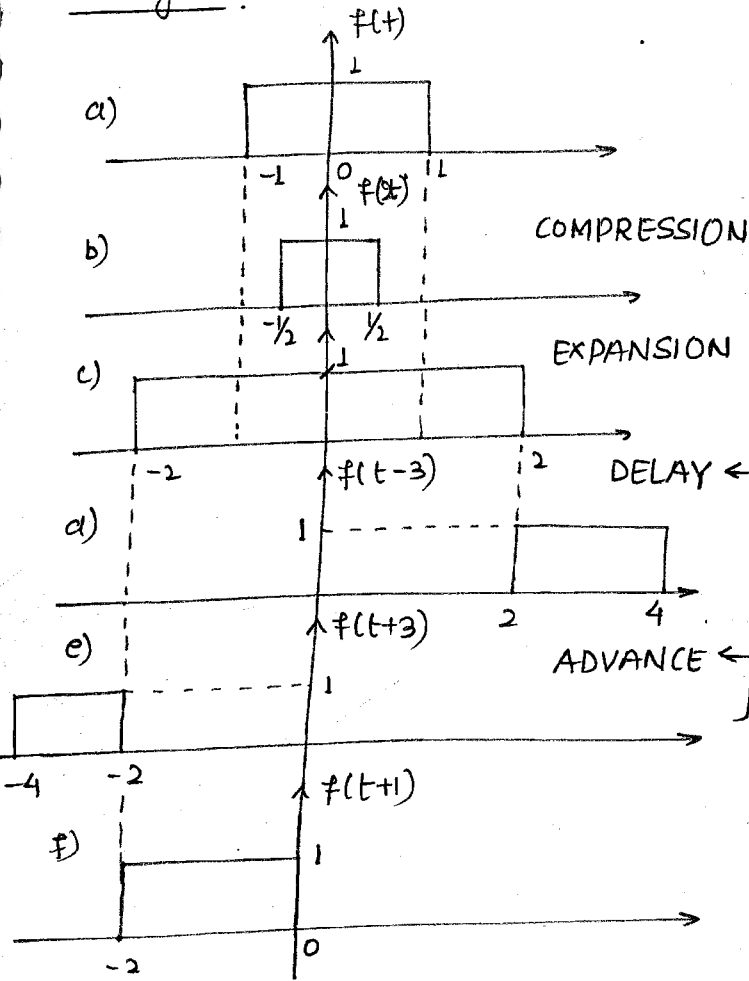 f(t)
1
a)
-1 0 1
f(2t)
1
COMPRESSION
b)
-1/2 1/2
EXPANSION
1
c)
-2 2
f(t-3)
DELAY ←
d)
1
2 4
f(t+3)
e)
ADVANCE ←
1
-4 -2
f(t+1)
f)
1
-2 0